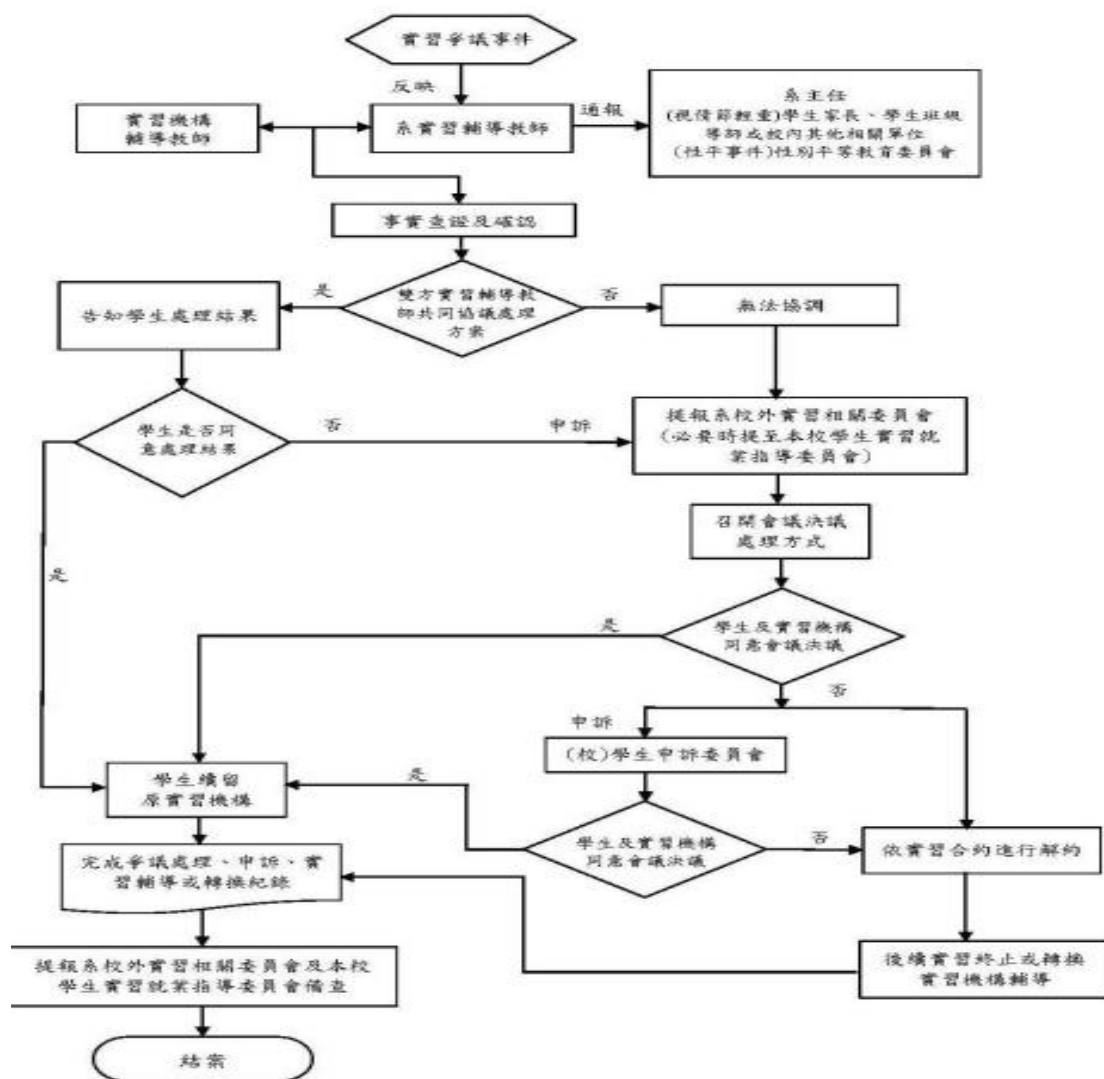 實習爭議事件
反映
通報
實習機構
輔導教師
系實習輔導教師
系主任
(視情節輕重)學生家長、學生班級
導師或校內其他相關單位
(性平事件)性別平等教育委員會
事實查證及確認
是
雙方實習輔導教
師共同協議處理
方案
否
告知學生處理結果
無法協調
學生是否同
意處理結果
否
申訴
提報系校外實習相關委員會
(必要時提至本校學生實習就
業指導委員會)
召開會議決議
處理方式
是
是
學生及實習機構
同意會議決議
否
申訴
(校)學生申訴委員會
學生續留
原實習機構
是
學生及實習機構
同意會議決議
否
依實習合約進行解約
完成爭議處理、申訴、實
習輔導或轉換紀錄
後續實習終止或轉換
實習機構輔導
提報系校外實習相關委員會及本校
學生實習就業指導委員會備查
結案